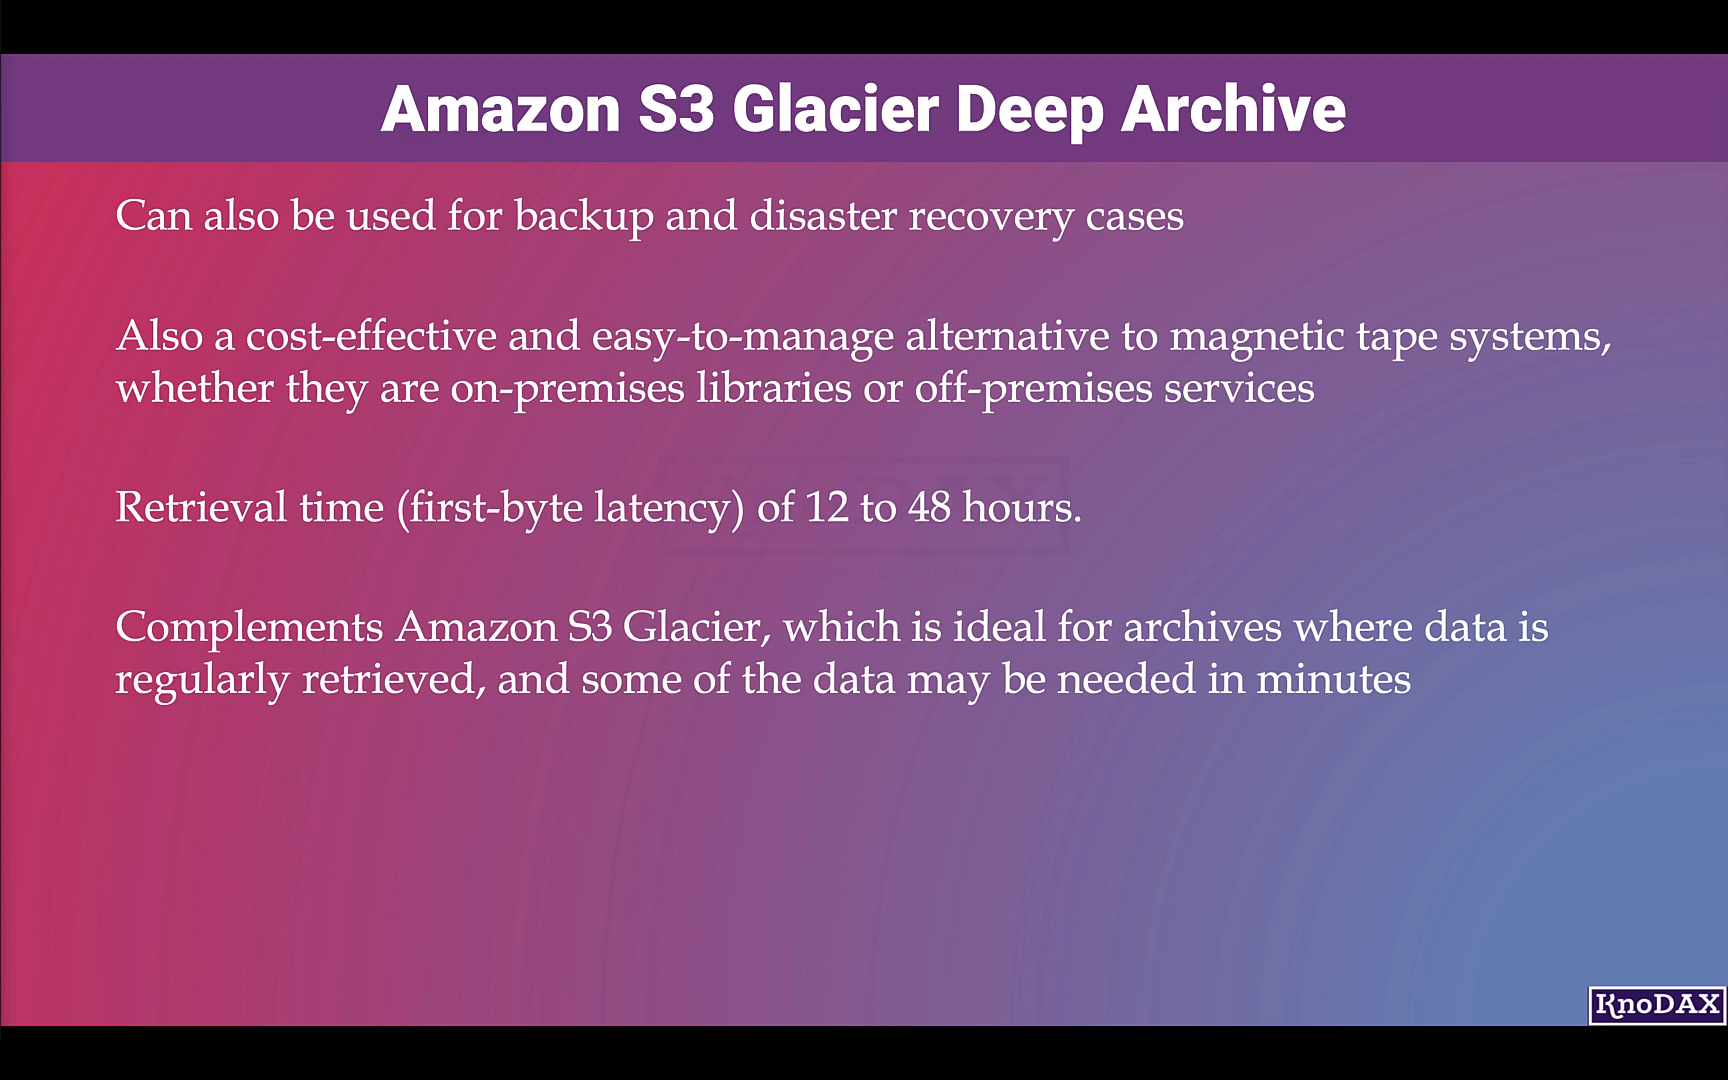 Amazon S3 Glacier Deep Archive
Can also be used for backup and disaster recovery cases
Also a cost-effective and easy-to-manage alternative to magnetic tape systems,
whether they are on-premises libraries or off-premises services
Retrieval time (first-byte latency) of 12 to 48 hours.
Complements Amazon S3 Glacier, which is ideal for archives where data is
regularly retrieved, and some of the data may be needed in minutes
KnoDAX